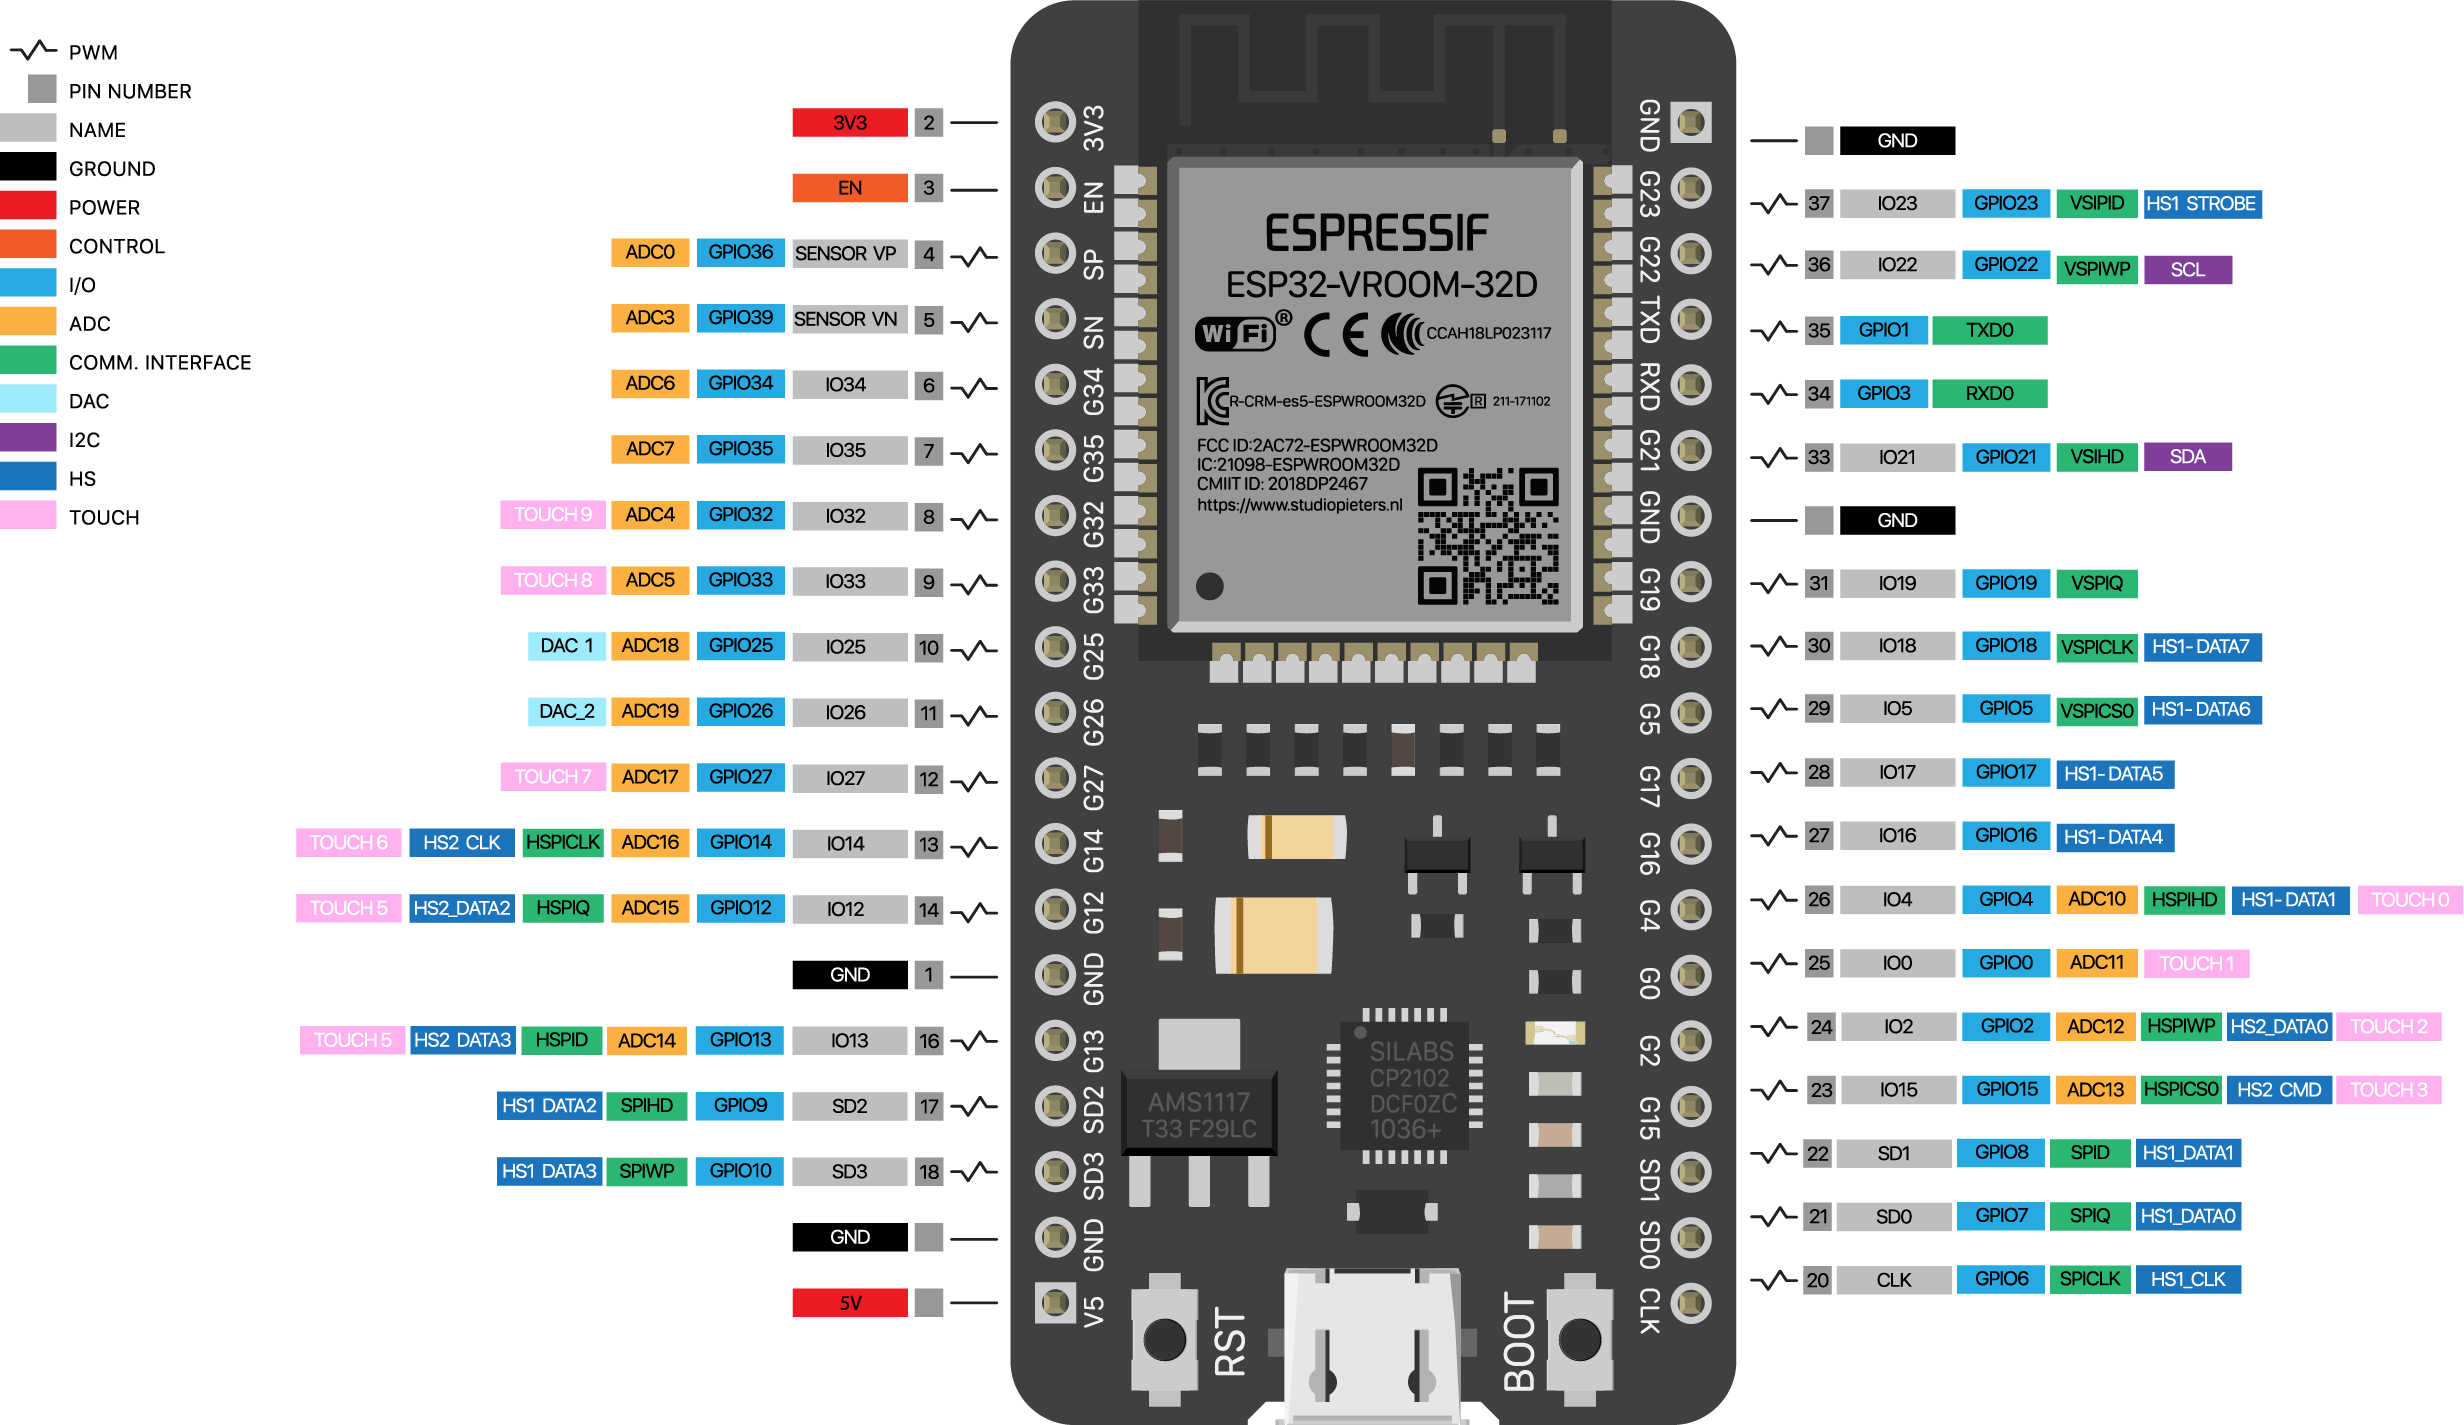 PWM
PIN NUMBER
NAME
GROUND
POWER
CONTROL
I/O
ADC
COMM. INTERFACE
DAC
I2C
HS
TOUCH
3V3 2
EN 3
ADC0 GPIO36 SENSOR VP 4
ADC3 GPIO39 SENSOR VN 5
ADC6 GPIO34 IO34 6
ADC7 GPIO35 IO35 7
TOUCH 9 ADC4 GPIO32 IO32 8
TOUCH 8 ADC5 GPIO33 IO33 9
DAC 1 ADC18 GPIO25 IO25 10
DAC_2 ADC19 GPIO26 IO26 11
TOUCH 7 ADC17 GPIO27 IO27 12
TOUCH 6 HS2 CLK HSPICLK ADC16 GPIO14 IO14 13
TOUCH 5 HS2_DATA2 HSPIQ ADC15 GPIO12 IO12 14
GND 1
TOUCH 5 HS2 DATA3 HSPID ADC14 GPIO13 IO13 16
HS1 DATA2 SPIHD GPIO9 SD2 17
HS1 DATA3 SPIWP GPIO10 SD3 18
GND
5V
3V3
EN
SP
SN
G34
G35
G32
G33
G25
G26
G27
G14
G12
GND
G13
SD2
SD3
GND
V5
ESPRESSIF
ESP32-VROOM-32D
WiFi® CE CCAH18LP023117
R-CRM-es5-ESPWROOM32D R 211-171102
FCC ID:2AC72-ESPWROOM32D
IC:21098-ESPWROOM32D
CMIIT ID: 2018DP2467
https://www.studiopieters.nl
AMS1117
T33 F29LC
SILABS
CP2102
DCF0ZC
1036+
RST
BOOT
GND
G23
G22
TXD
RXD
G21
GND
G19
G18
G5
G17
G16
G4
G0
G2
G15
SD1
SD0
CLK
GND
37 IO23 GPIO23 VSIPID HS1 STROBE
36 IO22 GPIO22 VSPIWP SCL
35 GPIO1 TXD0
34 GPIO3 RXD0
33 IO21 GPIO21 VSIHD SDA
GND
31 IO19 GPIO19 VSPIQ
30 IO18 GPIO18 VSPICLK HS1-DATA7
29 IO5 GPIO5 VSPICS0 HS1-DATA6
28 IO17 GPIO17 HS1-DATA5
27 IO16 GPIO16 HS1-DATA4
26 IO4 GPIO4 ADC10 HSPIHD HS1-DATA1 TOUCH 0
25 IO0 GPIO0 ADC11 TOUCH 1
24 IO2 GPIO2 ADC12 HSPIWP HS2_DATA0 TOUCH 2
23 IO15 GPIO15 ADC13 HSPICS0 HS2 CMD TOUCH 3
22 SD1 GPIO8 SPID HS1_DATA1
21 SD0 GPIO7 SPIQ HS1_DATA0
20 CLK GPIO6 SPICLK HS1_CLK